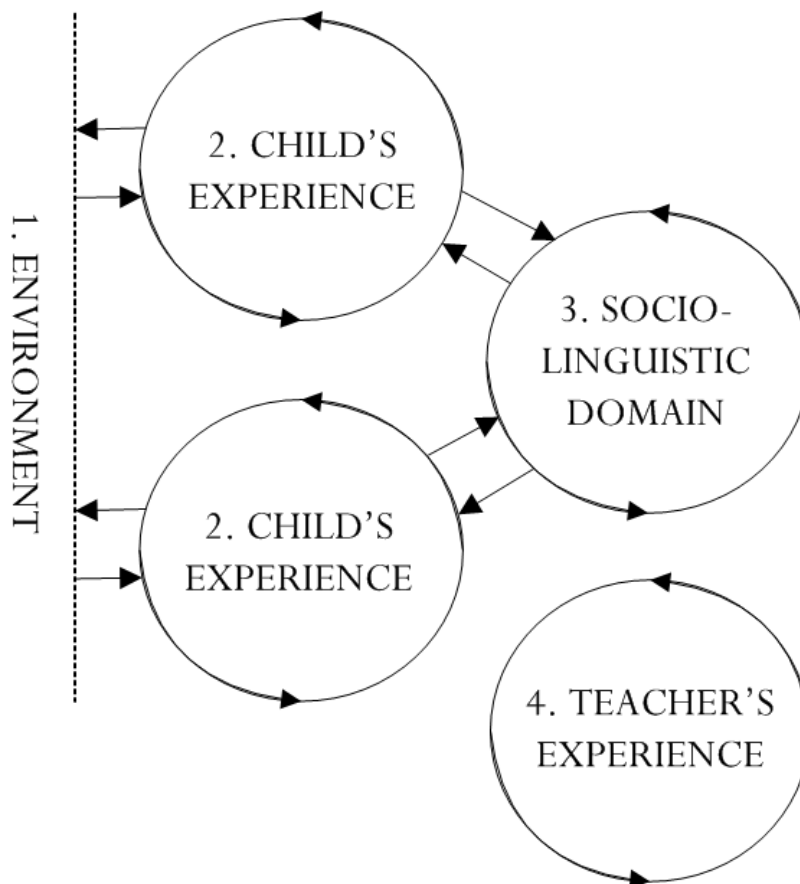 1. ENVIRONMENT
2. CHILD'S
EXPERIENCE
3. SOCIO-
LINGUISTIC
DOMAIN
2. CHILD'S
EXPERIENCE
4. TEACHER'S
EXPERIENCE